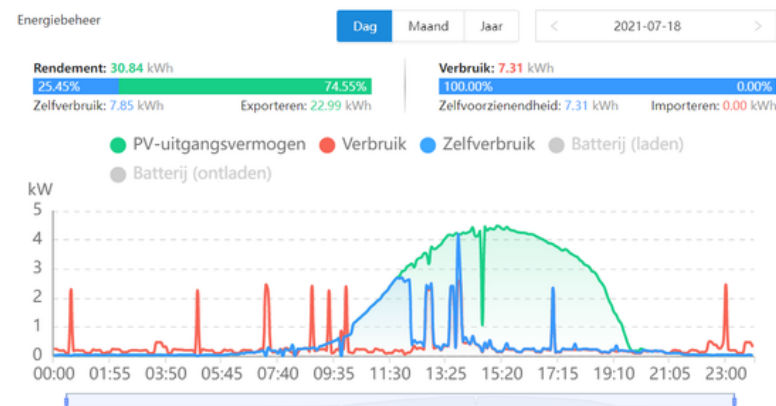 Energiebeheer
Dag Maand Jaar < 2021-07-18 >
Rendement: 30.84 kWh Verbruik: 7.31 kWh
25.45% 74.55% 100.00% 0.00%
Zelfverbruik: 7.85 kWh Exporteren: 22.99 kWh Zelfvoorzienendheid: 7.31 kWh Importeren: 0.00 kWh
PV-uitgangsvermogen Verbruik Zelfverbruik Batterij (laden)
Batterij (ontladen)
kW
5
4
3
2
1
0
00:00 01:55 03:50 05:45 07:40 09:35 11:30 13:25 15:20 17:15 19:10 21:05 23:00